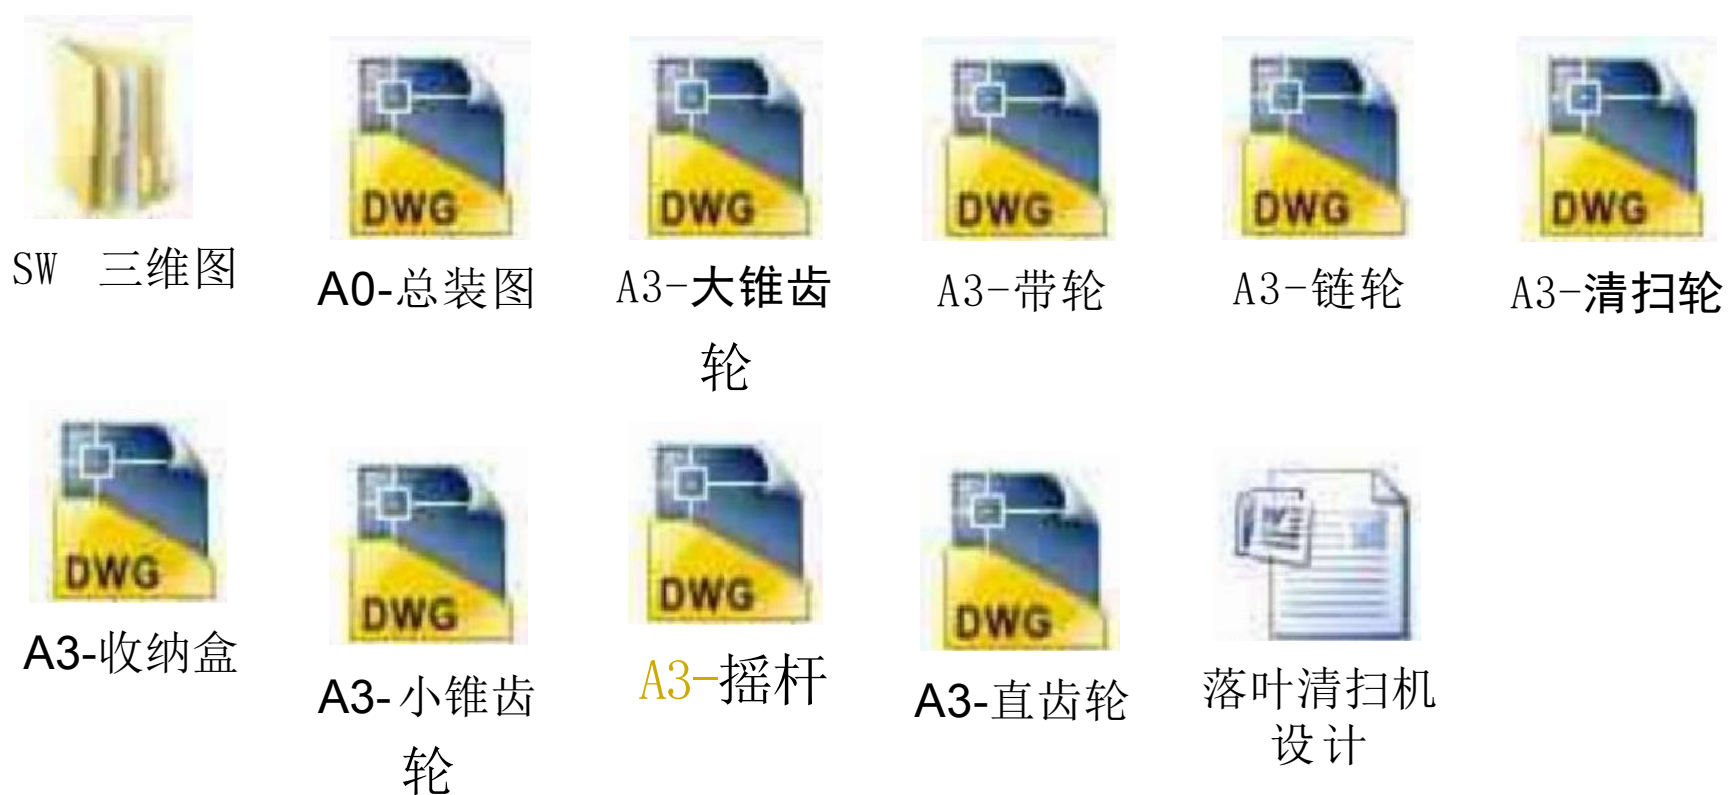 DWG
DWG
DWG
DWG
DWG
SW 三维图
A0-总装图
A3-大锥齿
轮
A3-带轮
A3-链轮
A3-清扫轮
DWG
DWG
DWG
DWG
W
A3-收纳盒
A3-小锥齿
轮
A3-摇杆
A3-直齿轮
落叶清扫机
设计